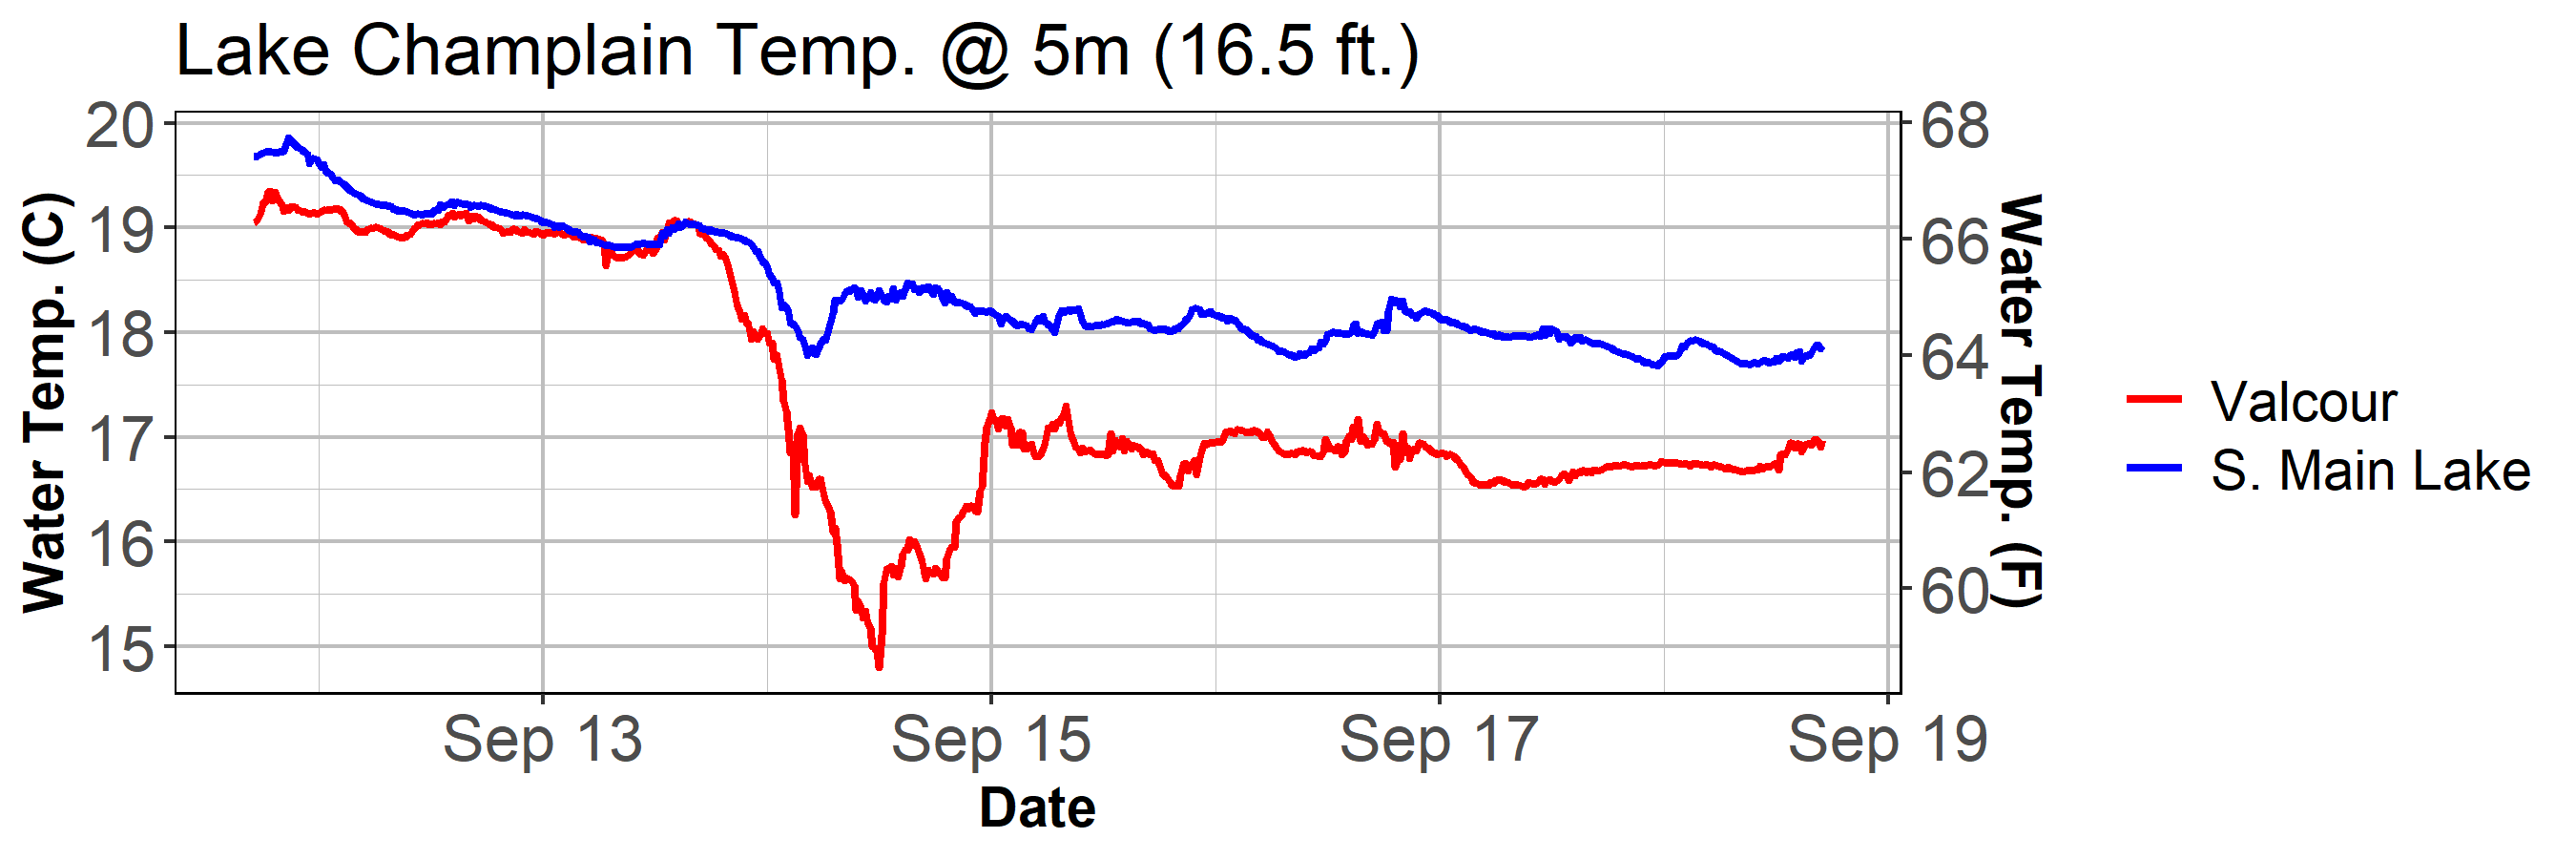 Lake Champlain Temp. @ 5m (16.5 ft.)
Water Temp. (C)
20
19
18
17
16
15
68
66
64
62
60
Water Temp. (F)
Sep 13
Sep 15
Sep 17
Sep 19
Date
Valcour
S. Main Lake